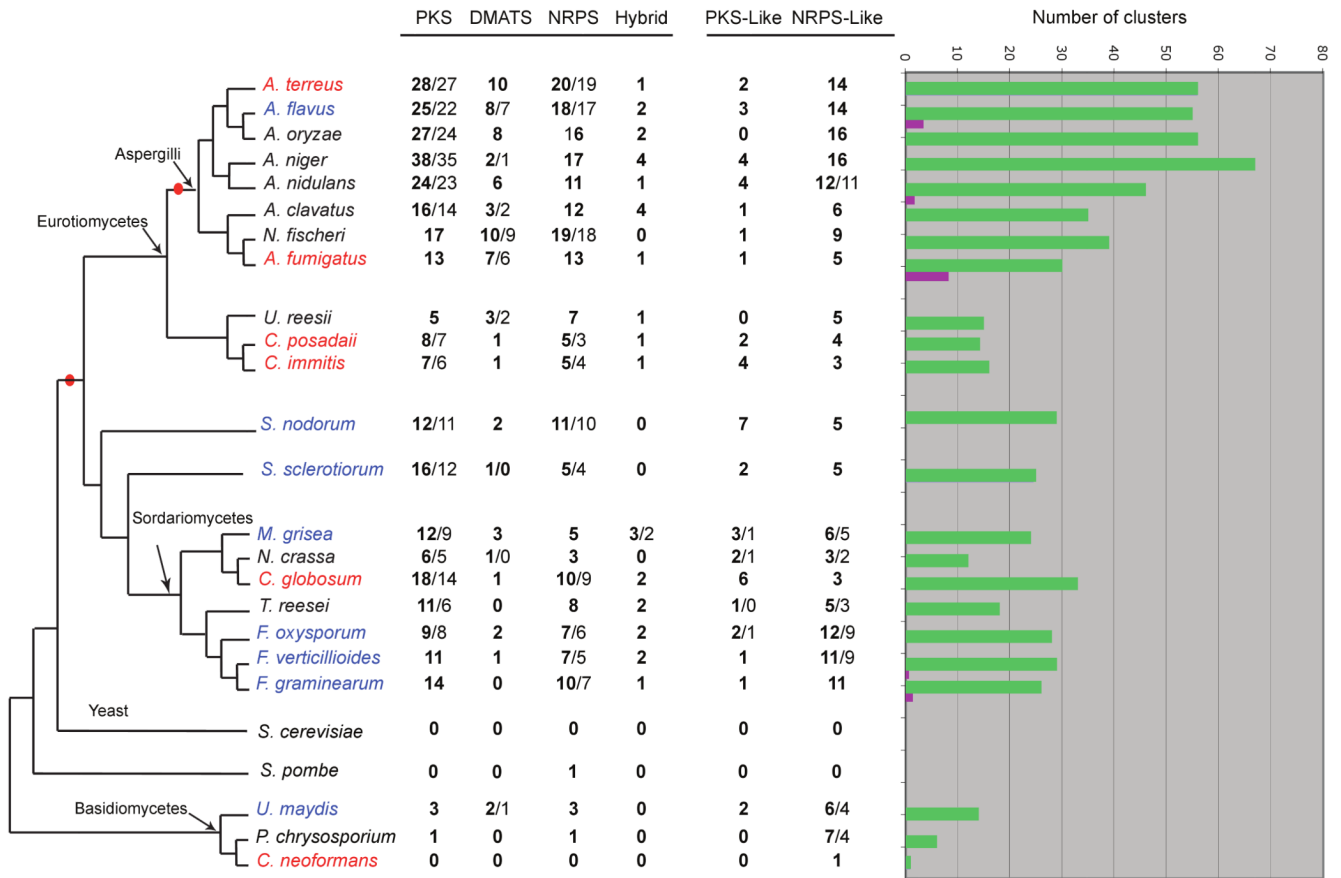 PKS DMATS NRPS Hybrid PKS-Like NRPS-Like Number of clusters
0 10 20 30 40 50 60 70 80
A. terreus 28/27 10 20/19 1 2 14
A. flavus 25/22 8/7 18/17 2 3 14
A. oryzae 27/24 8 16 2 0 16
Aspergilli
A. niger 38/35 2/1 17 4 4 16
A. nidulans 24/23 6 11 1 4 12/11
A. clavatus 16/14 3/2 12 4 1 6
Eurotiomycetes
N. fischeri 17 10/9 19/18 0 1 9
A. fumigatus 13 7/6 13 1 1 5
U. reesii 5 3/2 7 1 0 5
C. posadaii 8/7 1 5/3 1 2 4
C. immitis 7/6 1 5/4 1 4 3
S. nodorum 12/11 2 11/10 0 7 5
S. sclerotiorum 16/12 1/0 5/4 0 2 5
Sordariomycetes
M. grisea 12/9 3 5 3/2 3/1 6/5
N. crassa 6/5 1/0 3 0 2/1 3/2
C. globosum 18/14 1 10/9 2 6 3
T. reesei 11/6 0 8 2 1/0 5/3
F. oxysporum 9/8 2 7/6 2 2/1 12/9
F. verticillioides 11 1 7/5 2 1 11/9
F. graminearum 14 0 10/7 1 1 11
Yeast
S. cerevisiae 0 0 0 0 0 0
S. pombe 0 0 1 0 0 0
Basidiomycetes
U. maydis 3 2/1 3 0 2 6/4
P. chrysosporium 1 0 1 0 0 7/4
C. neoformans 0 0 0 0 0 1